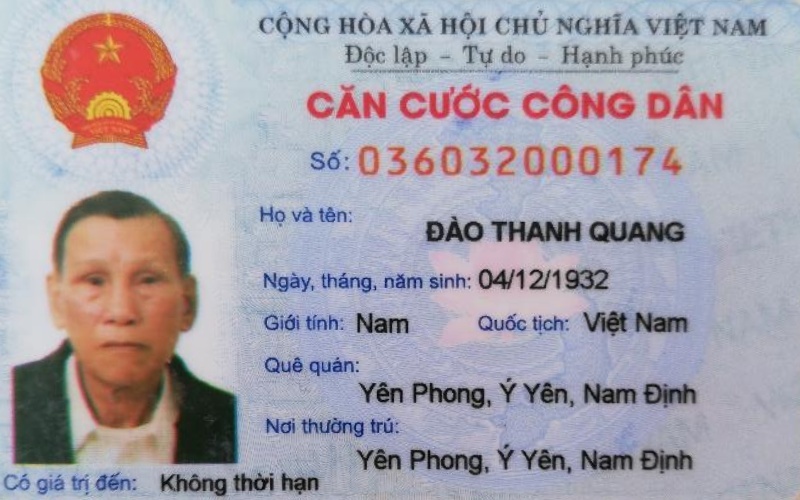 CỘNG HÒA XÃ HỘI CHỦ NGHĨA VIỆT NAM
Độc lập - Tự do - Hạnh phúc
CĂN CƯỚC CÔNG DÂN
Số: 036032000174
Họ và tên:
ĐÀO THANH QUANG
Ngày, tháng, năm sinh: 04/12/1932
Giới tính: Nam Quốc tịch: Việt Nam
Quê quán:
Yên Phong, Ý Yên, Nam Định
Nơi thường trú:
Yên Phong, Ý Yên, Nam Định
Có giá trị đến: Không thời hạn